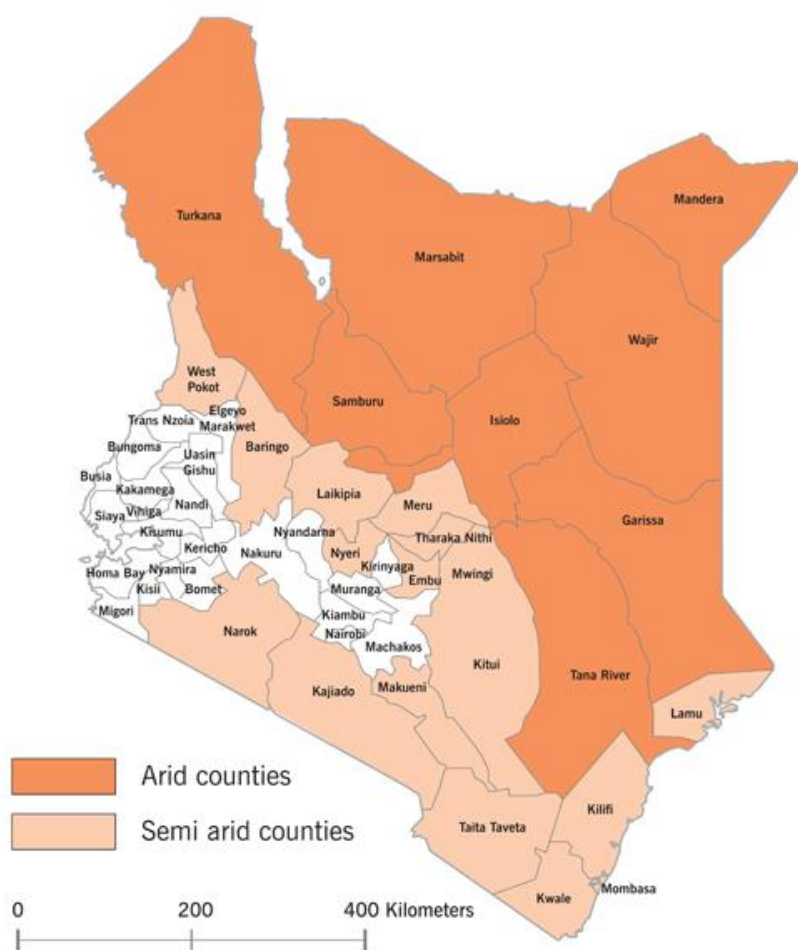 Turkana
Mandera
Marsabit
Wajir
West
Pokot
Samburu
Isiolo
Elgeyo
Marakwet
Trans Nzoia
Bungoma
Baringo
Uasin
Gishu
Busia
Kakamega
Laikipia
Meru
Nandi
Siaya
Vihiga
Garissa
Kisumu
Nyandarna
Tharaka Nithi
Kericho
Nakuru
Nyeri
Kirinyaga
Mwingi
Homa Bay
Nyamira
Embu
Kisii
Bomet
Muranga
Migori
Kiambu
Narok
Nairobi
Machakos
Kitui
Tana River
Kajiado
Makueni
Lamu
Arid counties
Semi arid counties
Kilifi
Taita Taveta
Mombasa
Kwale
0 200 400 Kilometers